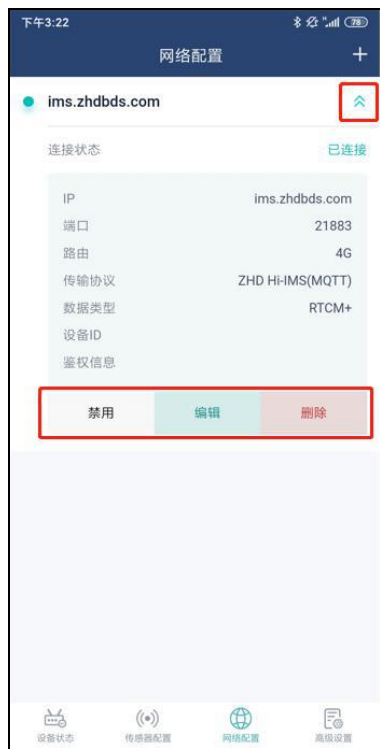 下午3:22
78
网络配置
+
ims.zhdbds.com
连接状态 已连接
IP ims.zhdbds.com
端口 21883
路由 4G
传输协议 ZHD Hi-IMS(MQTT)
数据类型 RTCM+
设备ID
鉴权信息
禁用 编辑 删除
设备状态 传感器配置 网络配置 高级设置